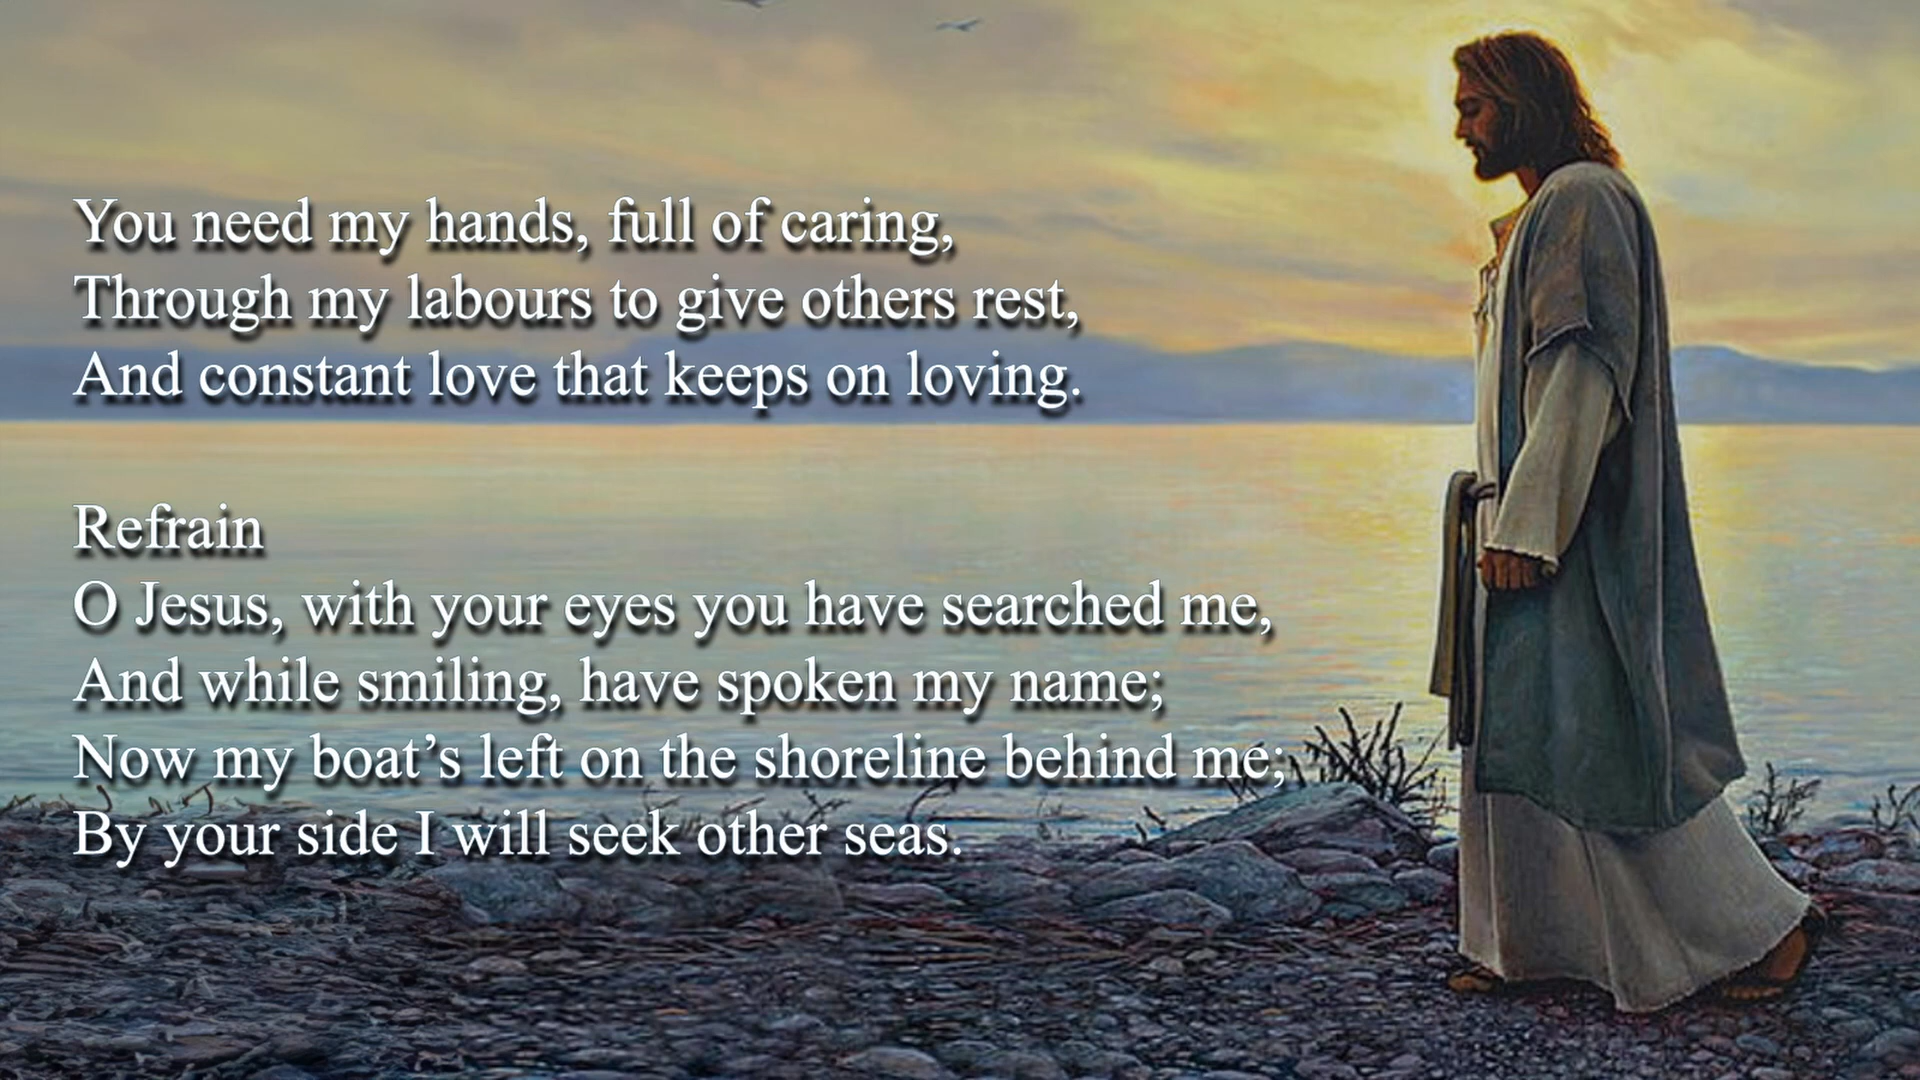 You need my hands, full of caring,
Through my labours to give others rest,
And constant love that keeps on loving.
Refrain
O Jesus, with your eyes you have searched me,
And while smiling, have spoken my name;
Now my boat’s left on the shoreline behind me;
By your side I will seek other seas.